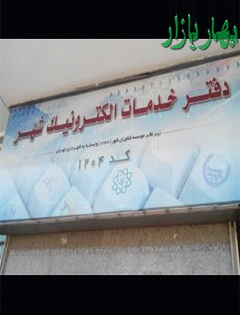 بهار بازار
دفتر خدمات الکترونیک شهر
کد ۱۲۰۴